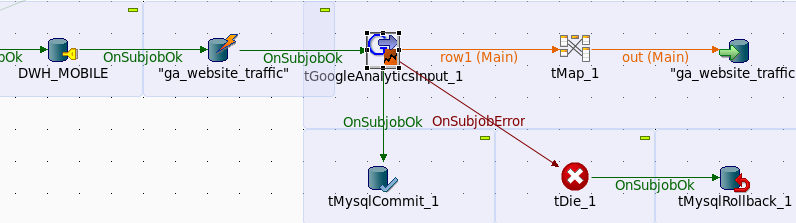 Ok
OnSubjobOk
OnSubjobOk
row1 (Main)
out (Main)
DWH_MOBILE
"ga_website_traffic"
tGoogleAnalyticsInput_1
tMap_1
"ga_website_traffic
OnSubjobOk
OnSubjobError
OnSubjobOk
tMysqlCommit_1
tDie_1
tMysqlRollback_1